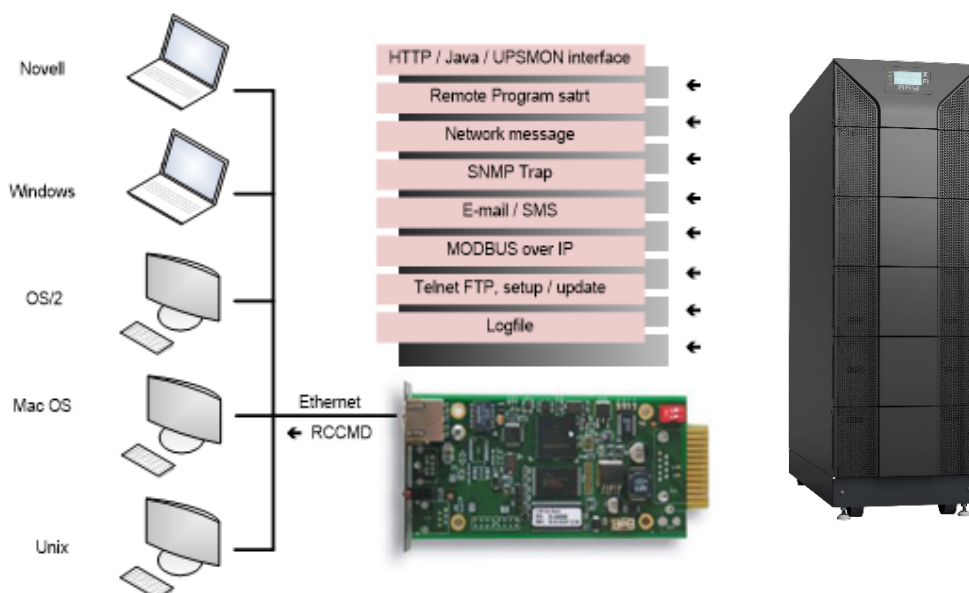 Novell
Windows
OS/2
Mac OS
Unix
HTTP / Java / UPSMON interface
Remote Program satrt
Network message
SNMP Trap
E-mail / SMS
MODBUS over IP
Telnet FTP, setup / update
Logfile
Ethernet
← RCCMD